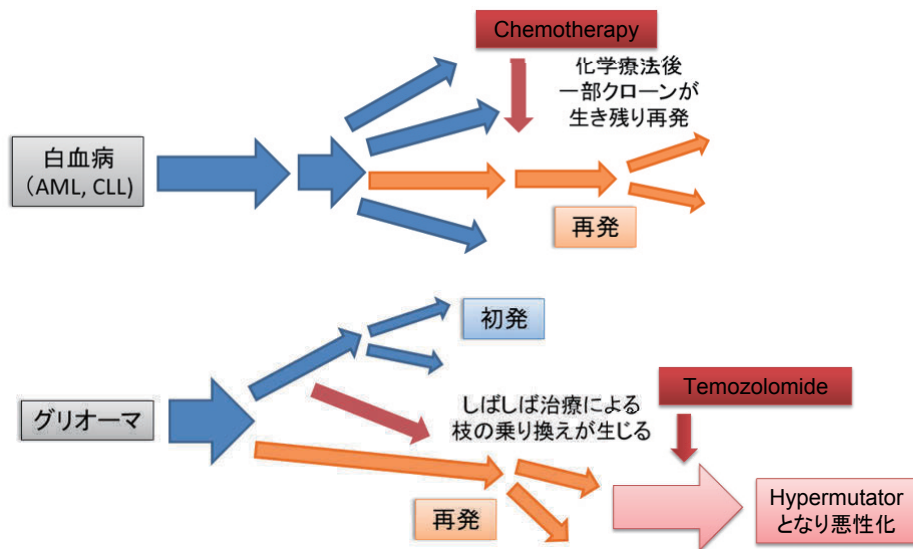 Chemotherapy
化学療法後
一部クローンが
生き残り再発
白血病
（AML, CLL)
再発
初発
グリオーマ
しばしば治療による
枝の乗り換えが生じる
Temozolomide
再発
Hypermutator
となり悪性化